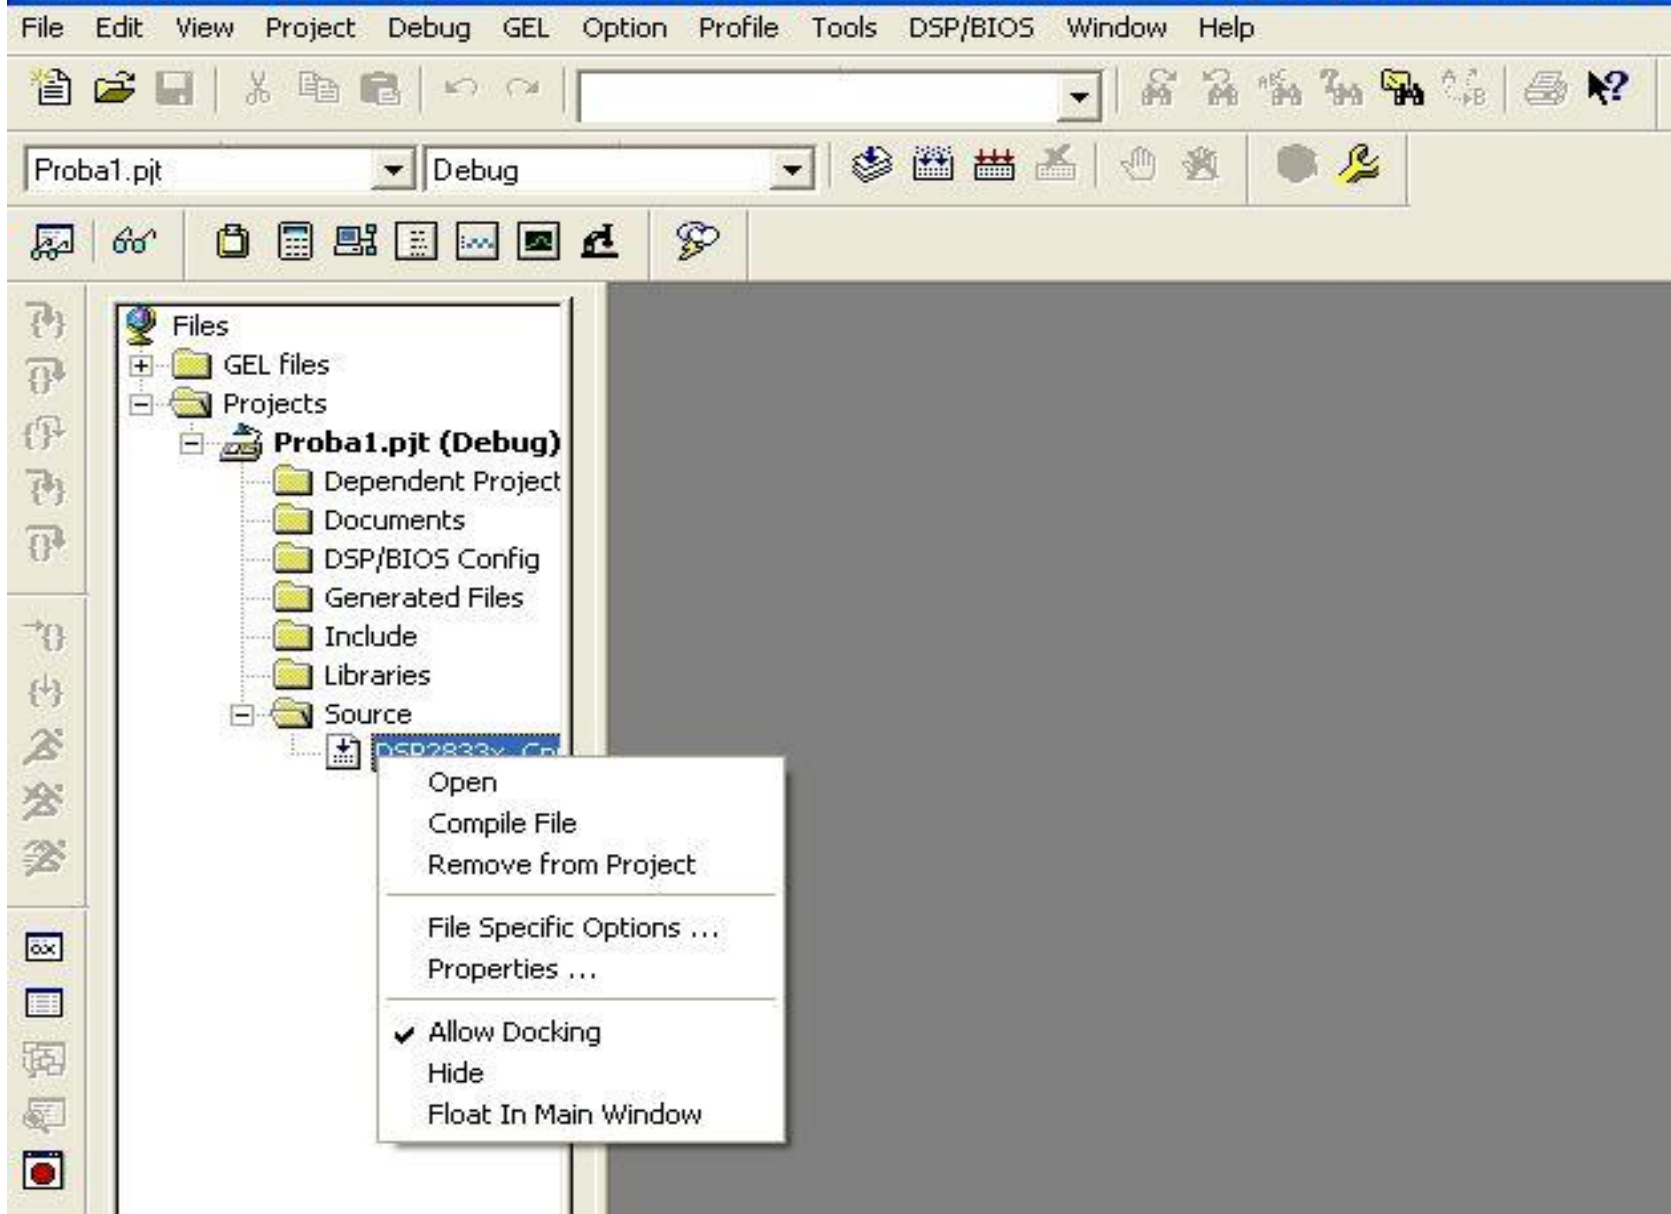 File Edit View Project Debug GEL Option Profile Tools DSP/BIOS Window Help
Proba1.pjt Debug
Files
GEL files
Projects
Proba1.pjt (Debug)
Dependent Project
Documents
DSP/BIOS Config
Generated Files
Include
Libraries
Source
DSP2833x
Open
Compile File
Remove from Project
File Specific Options ...
Properties ...
Allow Docking
Hide
Float In Main Window